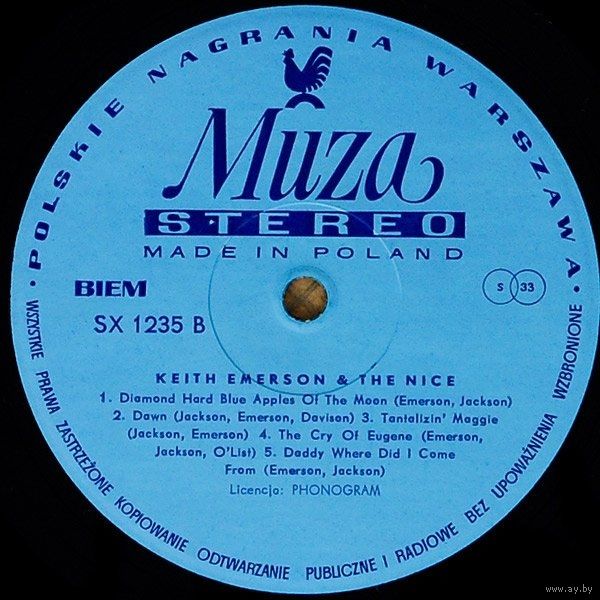 • POLSKIE NAGRANIA WARSZAWA •
Muza
STEREO
MADE IN POLAND
BIEM
S 33
SX 1235 B
KEITH EMERSON & THE NICE
1. Diamond Hard Blue Apples Of The Moon (Emerson, Jackson)
2. Dawn (Jackson, Emerson, Davison) 3. Tantalizin' Maggie
(Jackson, Emerson) 4. The Cry Of Eugene (Emerson,
Jackson, O'List) 5. Daddy Where Did I Come
From (Emerson, Jackson)
Licencja: PHONOGRAM
WSZYSTKIE PRAWA ZASTRZEŻONE KOPIOWANIE ODTWARZANIE PUBLICZNE I RADIOWE BEZ UPOWAŻNIENIA WZBRONIONE
www.ay.by